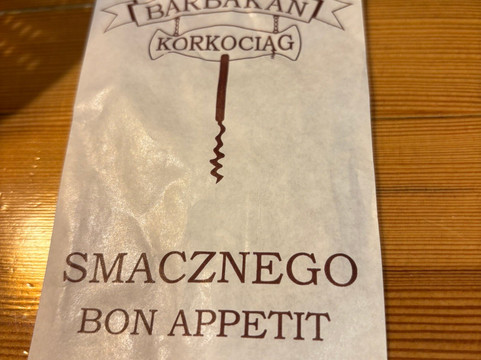 BARBAKAN
KORKOCIĄG
SMACZNEGO
BON APPETIT